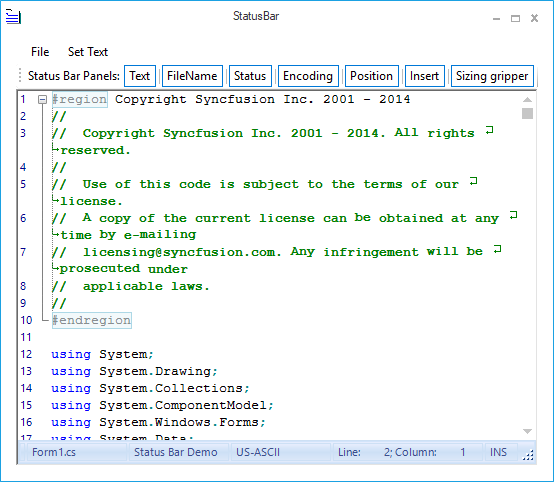 StatusBar
File Set Text
Status Bar Panels: Text FileName Status Encoding Position Insert Sizing gripper
1 #region Copyright Syncfusion Inc. 2001 - 2014
2 //
3 //  Copyright Syncfusion Inc. 2001 - 2014. All rights
reserved.
4 //
5 //  Use of this code is subject to the terms of our
license.
6 //  A copy of the current license can be obtained at any
time by e-mailing
7 //  licensing@syncfusion.com. Any infringement will be
prosecuted under
8 //  applicable laws.
9 //
10 #endregion
11
12 using System;
13 using System.Drawing;
14 using System.Collections;
15 using System.ComponentModel;
16 using System.Windows.Forms;
17 using System.Data;
Form1.cs Status Bar Demo US-ASCII Line: 2; Column: 1 INS